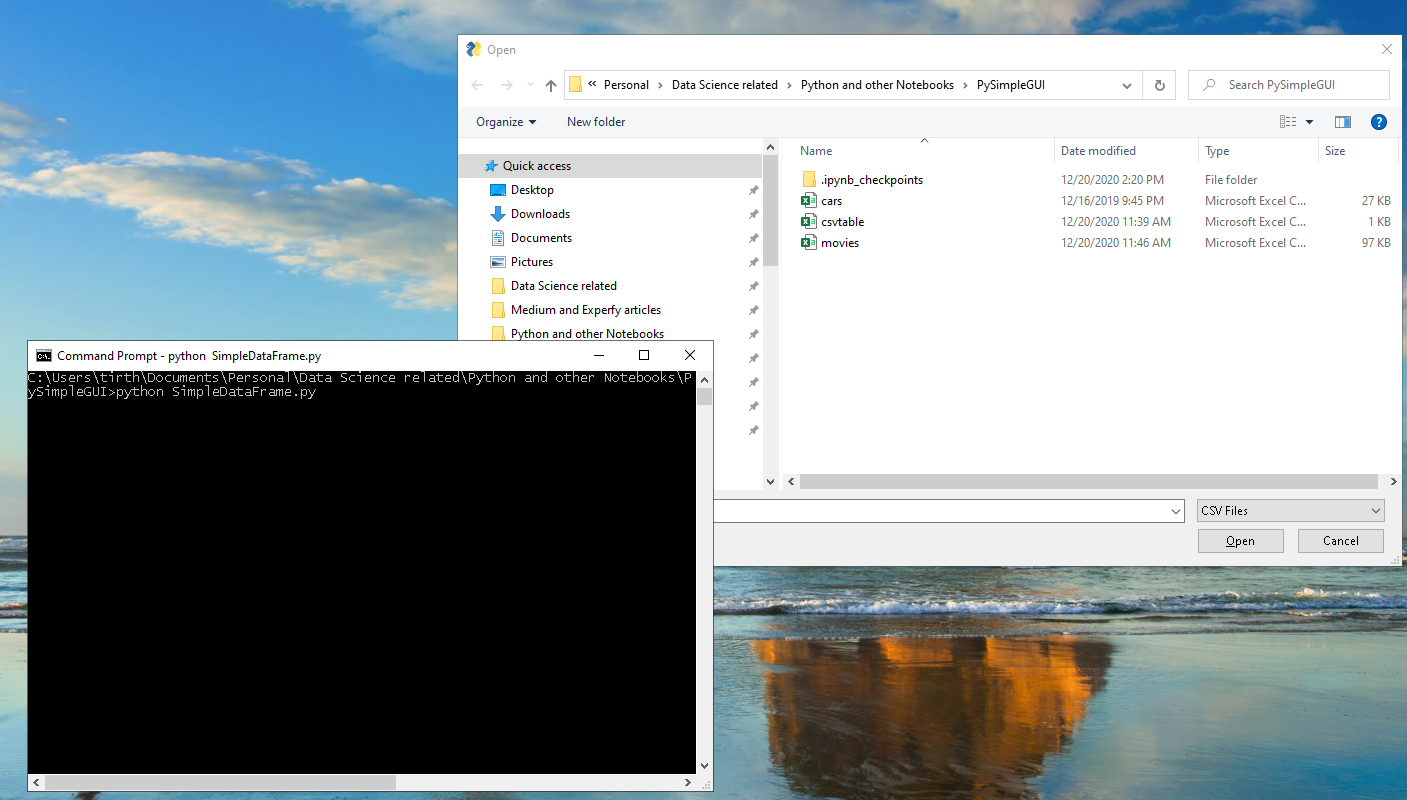 Open
« Personal › Data Science related › Python and other Notebooks › PySimpleGUI
Search PySimpleGUI
Organize
New folder
Quick access
Desktop
Downloads
Documents
Pictures
Data Science related
Medium and Experfy articles
Python and other Notebooks
Name Date modified Type Size
.ipynb_checkpoints 12/20/2020 2:20 PM File folder
cars 12/16/2019 9:45 PM Microsoft Excel C... 27 KB
csvtable 12/20/2020 11:39 AM Microsoft Excel C... 1 KB
movies 12/20/2020 11:46 AM Microsoft Excel C... 97 KB
CSV Files
Open
Cancel
Command Prompt - python  SimpleDataFrame.py
C:\Users\tirth\Documents\Personal\Data Science related\Python and other Notebooks\P
ySimpleGUI>python SimpleDataFrame.py